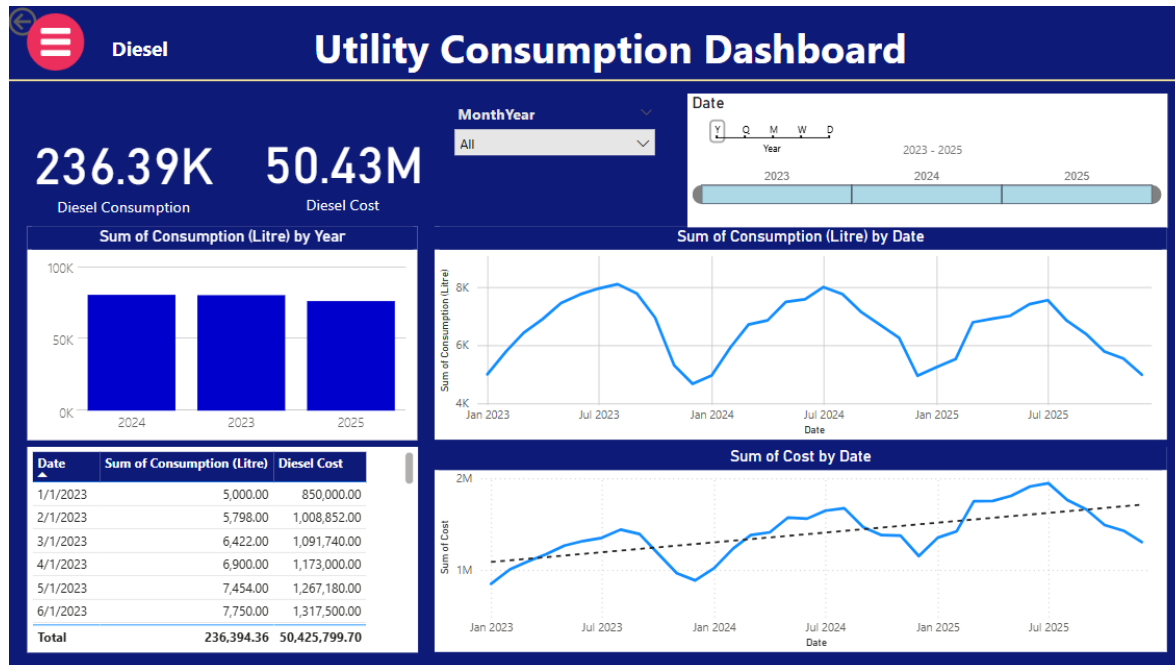 Diesel
Utility Consumption Dashboard
236.39K
Diesel Consumption
50.43M
Diesel Cost
MonthYear
All
Date
Y Q M W D
Year
2023 - 2025
2023 2024 2025
Sum of Consumption (Litre) by Year
100K
50K
0K
2024 2023 2025
Sum of Consumption (Litre) by Date
Sum of Consumption (Litre)
8K
6K
4K
Jan 2023 Jul 2023 Jan 2024 Jul 2024 Jan 2025 Jul 2025
Date
Date Sum of Consumption (Litre) Diesel Cost
1/1/2023 5,000.00 850,000.00
2/1/2023 5,798.00 1,008,852.00
3/1/2023 6,422.00 1,091,740.00
4/1/2023 6,900.00 1,173,000.00
5/1/2023 7,454.00 1,267,180.00
6/1/2023 7,750.00 1,317,500.00
Total 236,394.36 50,425,799.70
Sum of Cost by Date
Sum of Cost
2M
1M
Jan 2023 Jul 2023 Jan 2024 Jul 2024 Jan 2025 Jul 2025
Date